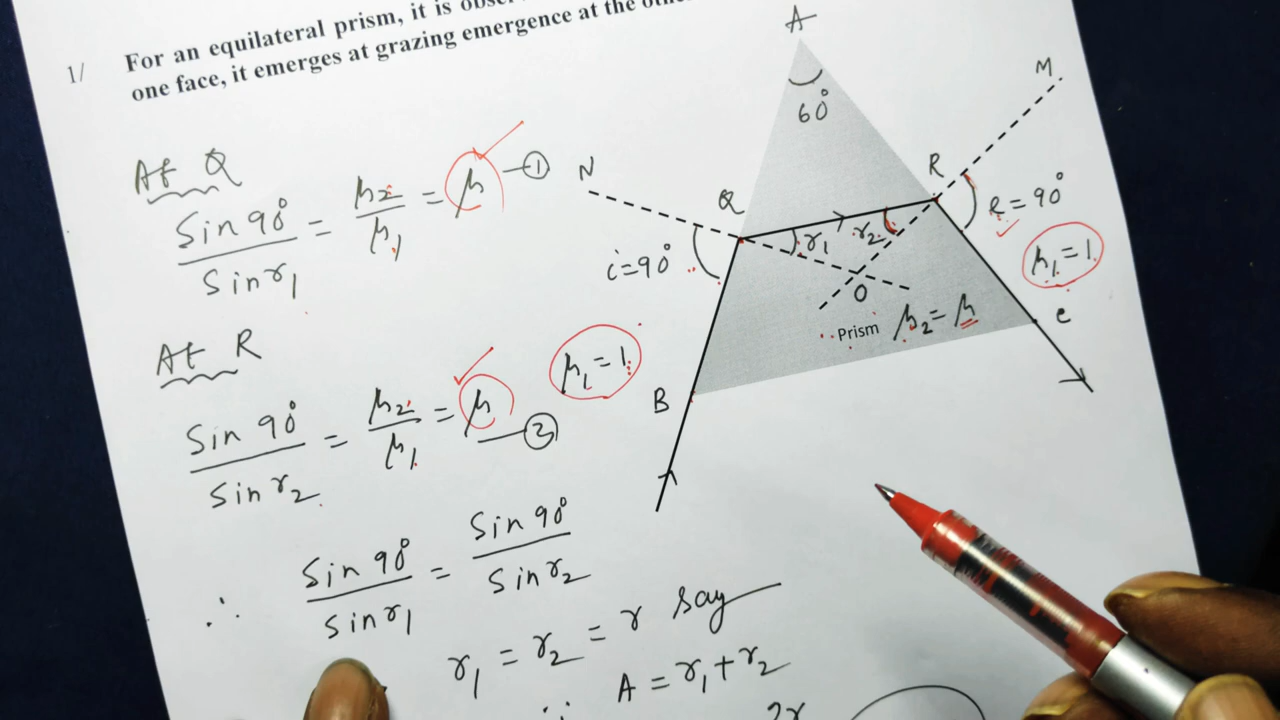 1/ For an equilateral prism, it is
one face, it emerges at grazing emergence at the
At Q
Sin 90° / Sin r₁ = μ₂ / μ₁ = μ — ①
At R
Sin 90° / Sin r₂ = μ₂ / μ₁ = μ — ②
μ₁ = 1
∴ Sin 90° / Sin r₁ = Sin 90° / Sin r₂
r₁ = r₂ = r say
∵ A = r₁ + r₂
2r
A
60°
M
N
Q
R
i = 90°
r₁
r₂
e = 90°
μ₁ = 1
O
Prism μ₂ = μ
B
C